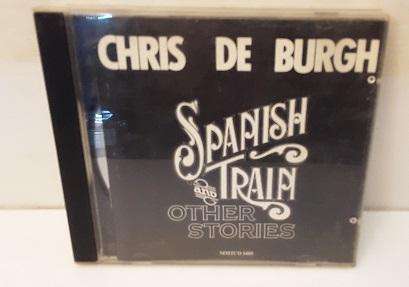 CHRIS DE BURGH
SPANISH
TRAIN
and
OTHER
STORIES